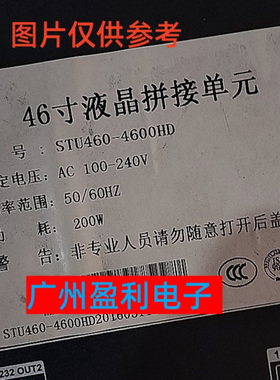 图片仅供参考
46寸液晶拼接单元
号：STU460-4600HD
定电压：AC 100-240V
率范围：50/60HZ
耗：200W
告：非专业人员请勿随意打开后盖
广州盈利电子
STU460-4600HD201600
232 OUT2